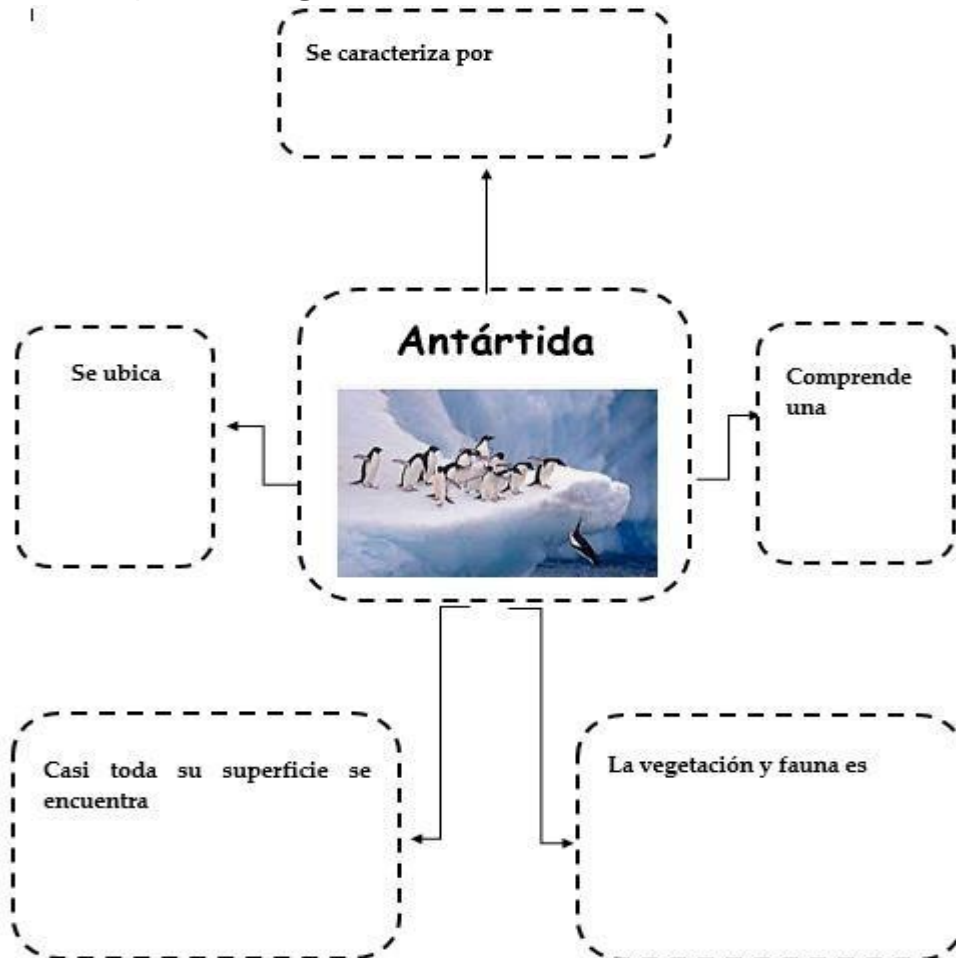 Se caracteriza por
Antártida
Se ubica
Comprende
una
Casi toda su superficie se
encuentra
La vegetación y fauna es